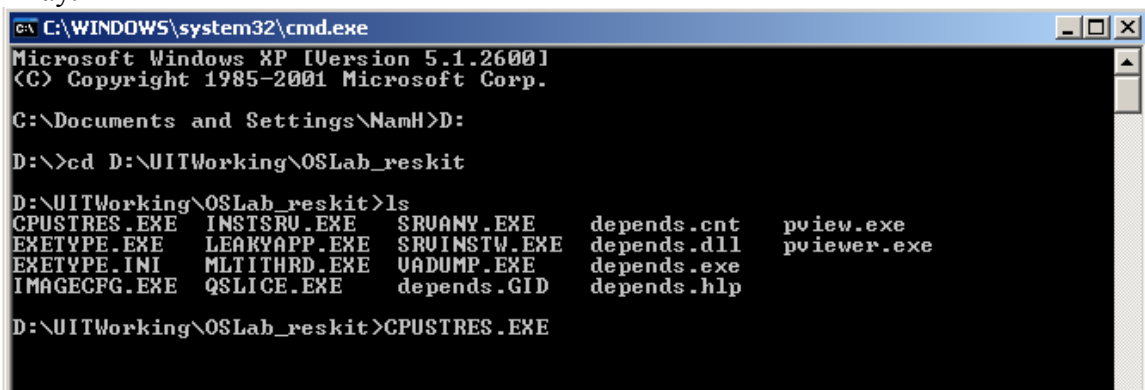 C:\WINDOWS\system32\cmd.exe
Microsoft Windows XP [Version 5.1.2600]
(C) Copyright 1985-2001 Microsoft Corp.
C:\Documents and Settings\NamH>D:
D:\>cd D:\UITWorking\OSLab_reskit
D:\UITWorking\OSLab_reskit>ls
CPUSTRES.EXE INSTSRV.EXE SRVANY.EXE depends.cnt pview.exe
EXETYPE.EXE LEAKYAPP.EXE SRVINSTW.EXE depends.dll pviewer.exe
EXETYPE.INI MLTITHRD.EXE VADUMP.EXE depends.exe
IMAGECFG.EXE QSLICE.EXE depends.GID depends.hlp
D:\UITWorking\OSLab_reskit>CPUSTRES.EXE